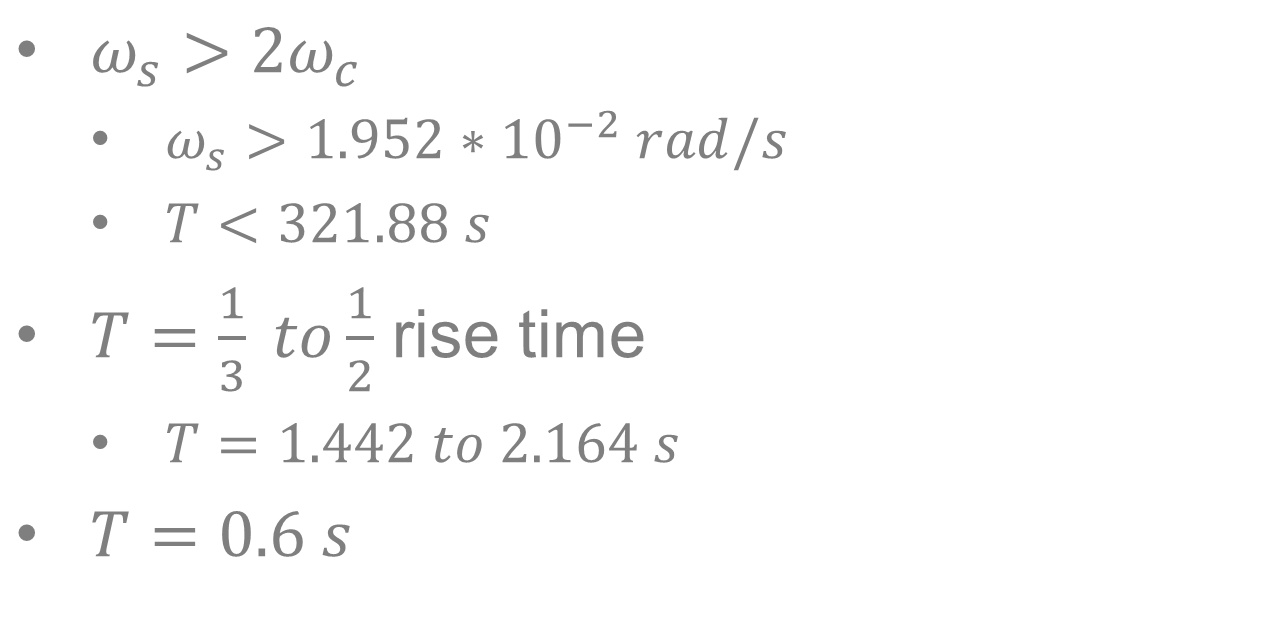 • ωₛ > 2ω꜀
• ωₛ > 1.952 * 10⁻² rad/s
• T < 321.88 s
• T = 1/3 to 1/2 rise time
• T = 1.442 to 2.164 s
• T = 0.6 s